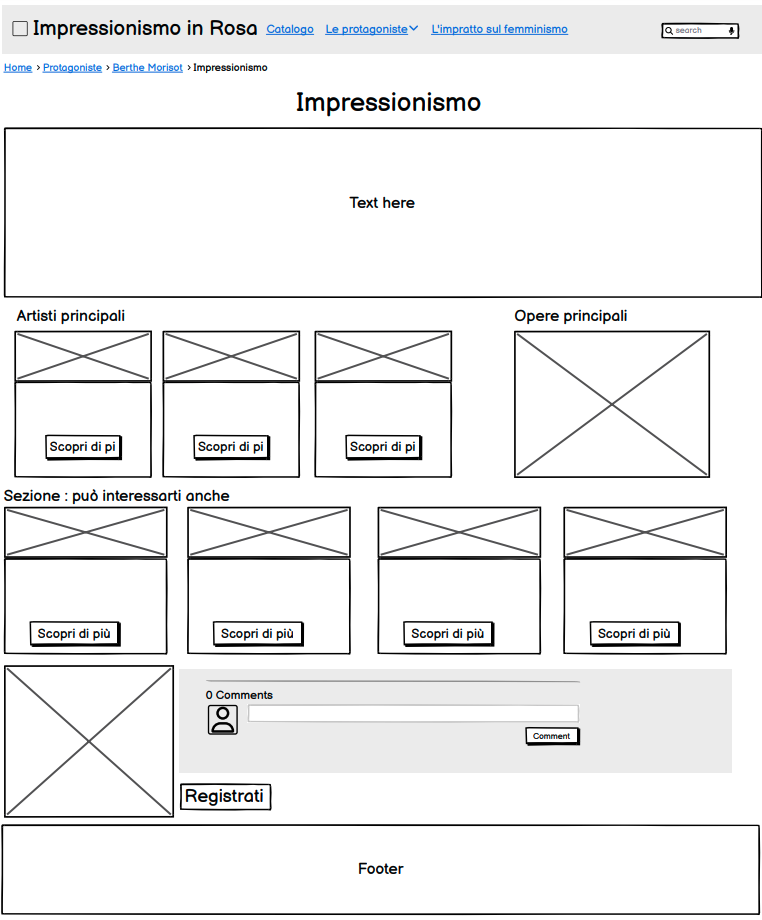 Impressionismo in Rosa Catalogo Le protagoniste L'impratto sul femminismo search
Home > Protagoniste > Berthe Morisot > Impressionismo
Impressionismo
Text here
Artisti principali Opere principali
Scopri di pi Scopri di pi Scopri di pi
Sezione : può interessarti anche
Scopri di più Scopri di più Scopri di più Scopri di più
0 Comments
Comment
Registrati
Footer